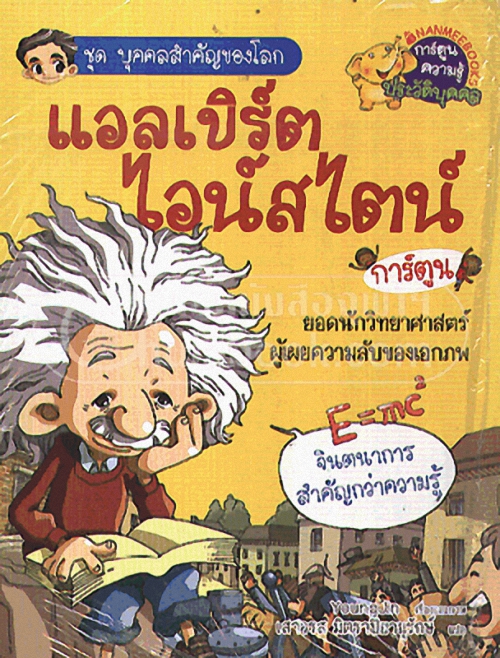 ชุด บุคคลสำคัญของโลก
NANMEEBOOKS
การ์ตูน
ความรู้
ประวัติบุคคล
แอลเบิร์ต
ไอน์สไตน์
การ์ตูน
ยอดนักวิทยาศาสตร์
ผู้เผยความลับของเอกภพ
E=mc²
จินตนาการ
สำคัญกว่าความรู้